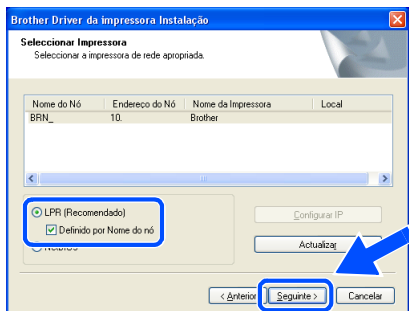 Brother Driver da impressora Instalação
Seleccionar Impressora
Seleccionar a impressora de rede apropriada.
Nome do Nó Endereço do Nó Nome da Impressora Local
BRN_ 10. Brother
LPR (Recomendado)
Definido por Nome do nó
NetBIOS
Configurar IP
Actualizar
< Anterior
Seguinte >
Cancelar